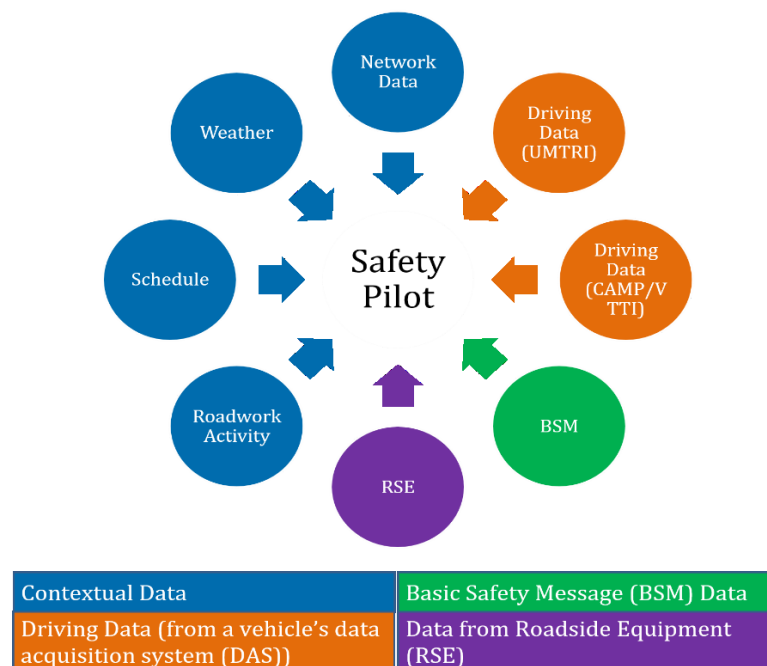 Network
Data
Driving
Data
(UMTRI)
Driving
Data
(CAMP/V
TTI)
BSM
RSE
Roadwork
Activity
Schedule
Weather
Safety
Pilot
Contextual Data
Basic Safety Message (BSM) Data
Driving Data (from a vehicle's data
acquisition system (DAS))
Data from Roadside Equipment
(RSE)